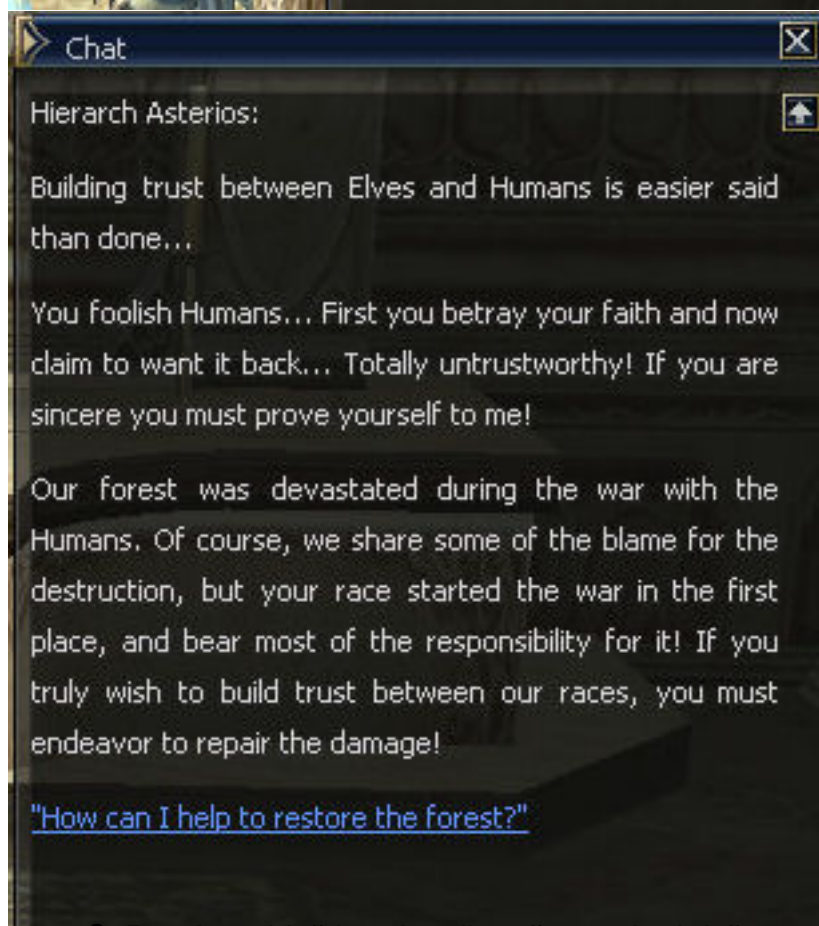 Chat
Hierarch Asterios:
Building trust between Elves and Humans is easier said
than done...
You foolish Humans... First you betray your faith and now
claim to want it back... Totally untrustworthy! If you are
sincere you must prove yourself to me!
Our forest was devastated during the war with the
Humans. Of course, we share some of the blame for the
destruction, but your race started the war in the first
place, and bear most of the responsibility for it! If you
truly wish to build trust between our races, you must
endeavor to repair the damage!
"How can I help to restore the forest?"